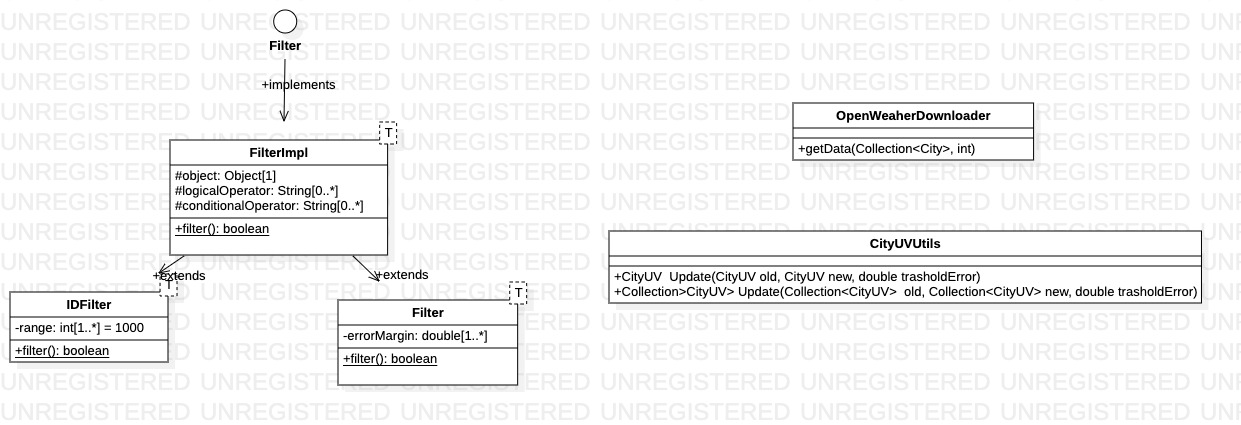 Filter
+implements
T
FilterImpl
#object: Object[1]
#logicalOperator: String[0..*]
#conditionalOperator: String[0..*]
+filter(): boolean
+extends
+extends
T
IDFilter
-range: int[1..*] = 1000
+filter(): boolean
T
Filter
-errorMargin: double[1..*]
+filter(): boolean
OpenWeaherDownloader
+getData(Collection<City>, int)
CityUVUtils
+CityUV  Update(CityUV old, CityUV new, double trasholdError)
+Collection>CityUV> Update(Collection<CityUV>  old, Collection<CityUV> new, double trasholdError)
UNREGISTERED UNREGISTERED UNREGISTERED UNREGISTERED UNREGISTERED UNREGISTERED UNI